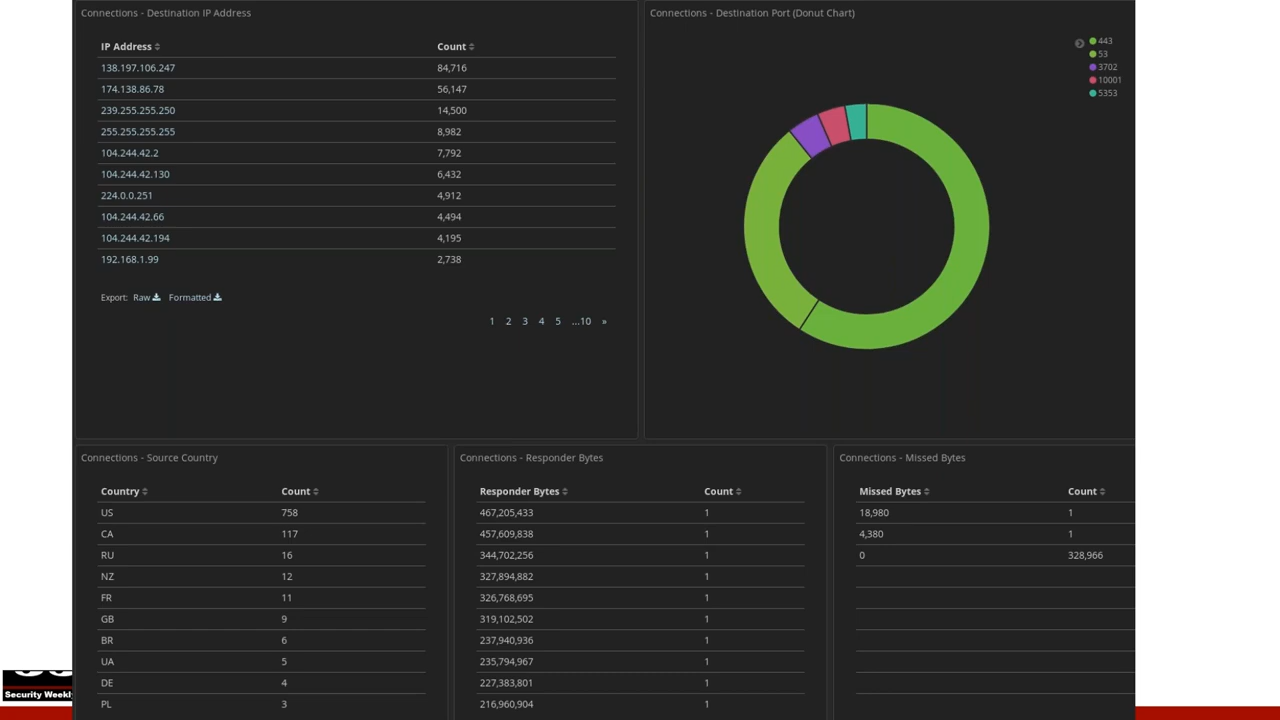 Connections - Destination IP Address
IP Address Count
138.197.106.247 84,716
174.138.86.78 56,147
239.255.255.250 14,500
255.255.255.255 8,982
104.244.42.2 7,792
104.244.42.130 6,432
224.0.0.251 4,912
104.244.42.66 4,494
104.244.42.194 4,195
192.168.1.99 2,738
Export: Raw Formatted
1 2 3 4 5 ...10 »
Connections - Destination Port (Donut Chart)
443
53
3702
10001
5353
Connections - Source Country
Country Count
US 758
CA 117
RU 16
NZ 12
FR 11
GB 9
BR 6
UA 5
DE 4
PL 3
Connections - Responder Bytes
Responder Bytes Count
467,205,433 1
457,609,838 1
344,702,256 1
327,894,882 1
326,768,695 1
319,102,502 1
237,940,936 1
235,794,967 1
227,383,801 1
216,960,904 1
Connections - Missed Bytes
Missed Bytes Count
18,980 1
4,380 1
0 328,966
Security Weekly